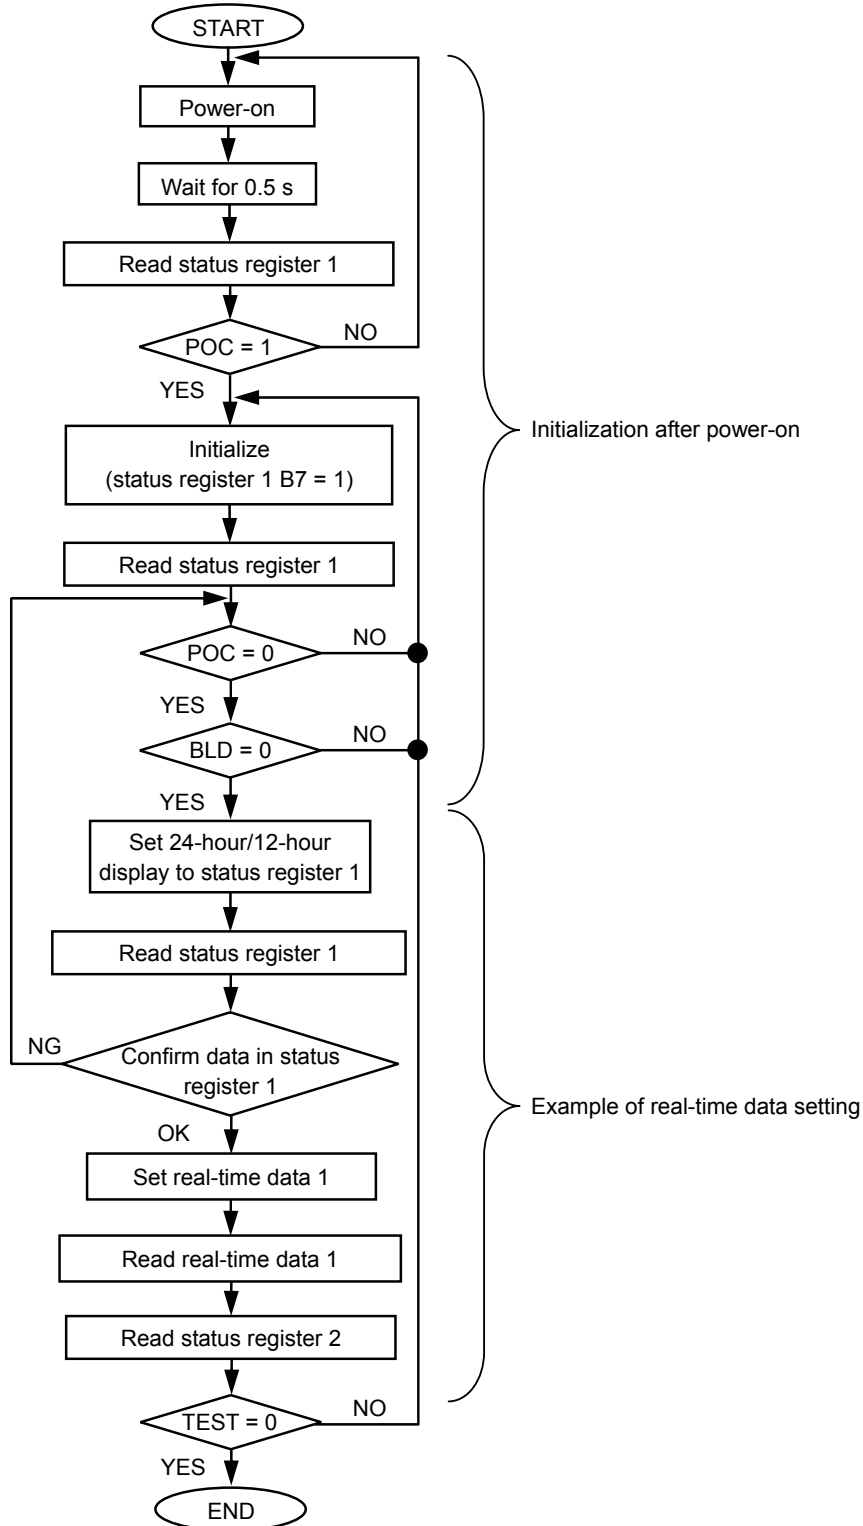 START
Power-on
Wait for 0.5 s
Read status register 1
POC = 1
NO
YES
Initialize
(status register 1 B7 = 1)
Initialization after power-on
Read status register 1
POC = 0
NO
YES
BLD = 0
NO
YES
Set 24-hour/12-hour
display to status register 1
Read status register 1
NG
Confirm data in status
register 1
Example of real-time data setting
OK
Set real-time data 1
Read real-time data 1
Read status register 2
TEST = 0
NO
YES
END